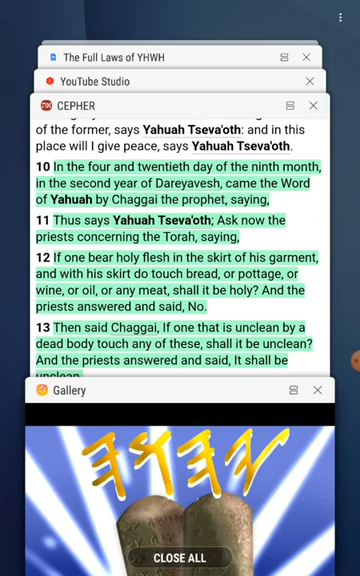 The Full Laws of YHWH
YouTube Studio
CEPHER
of the former, says Yahuah Tseva'oth: and in this
place will I give peace, says Yahuah Tseva'oth.
10 In the four and twentieth day of the ninth month,
in the second year of Dareyavesh, came the Word
of Yahuah by Chaggai the prophet, saying,
11 Thus says Yahuah Tseva'oth; Ask now the
priests concerning the Torah, saying,
12 If one bear holy flesh in the skirt of his garment,
and with his skirt do touch bread, or pottage, or
wine, or oil, or any meat, shall it be holy? And the
priests answered and said, No.
13 Then said Chaggai, If one that is unclean by a
dead body touch any of these, shall it be unclean?
And the priests answered and said, It shall be
unclean.
Gallery
𐤉𐤄𐤅𐤄
CLOSE ALL